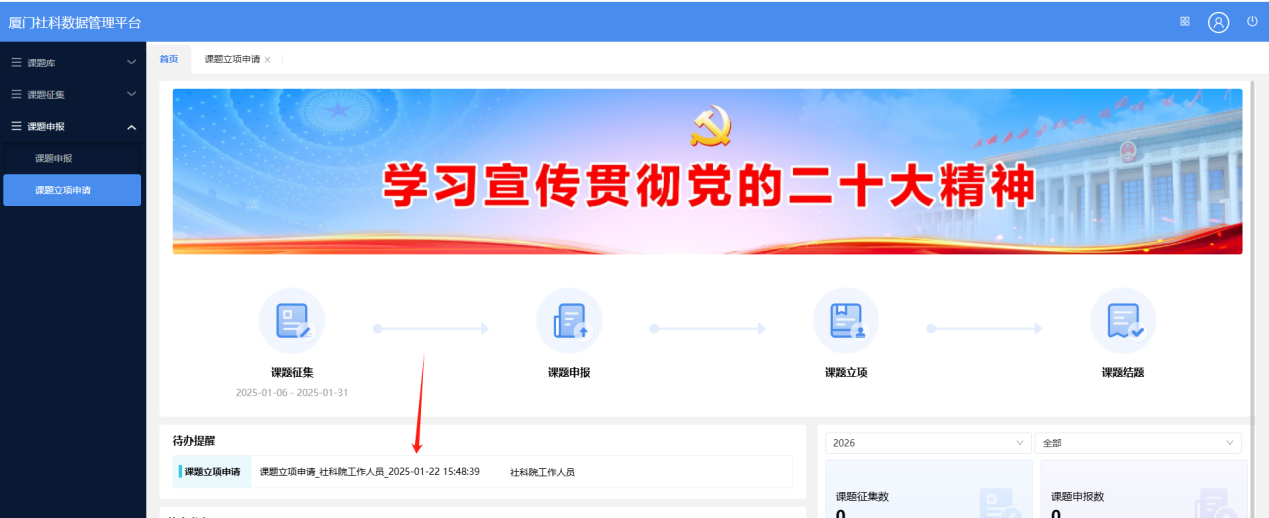 厦门社科数据管理平台
课题库
课题征集
课题申报
课题申报
课题立项申请
首页
课题立项申请 ×
学习宣传贯彻党的二十大精神
课题征集
课题申报
课题立项
课题结题
2025-01-06 - 2025-01-31
待办提醒
课题立项申请 课题立项申请_社科院工作人员_2025-01-22 15:48:39 社科院工作人员
2026
全部
课题征集数
课题申报数
0
0